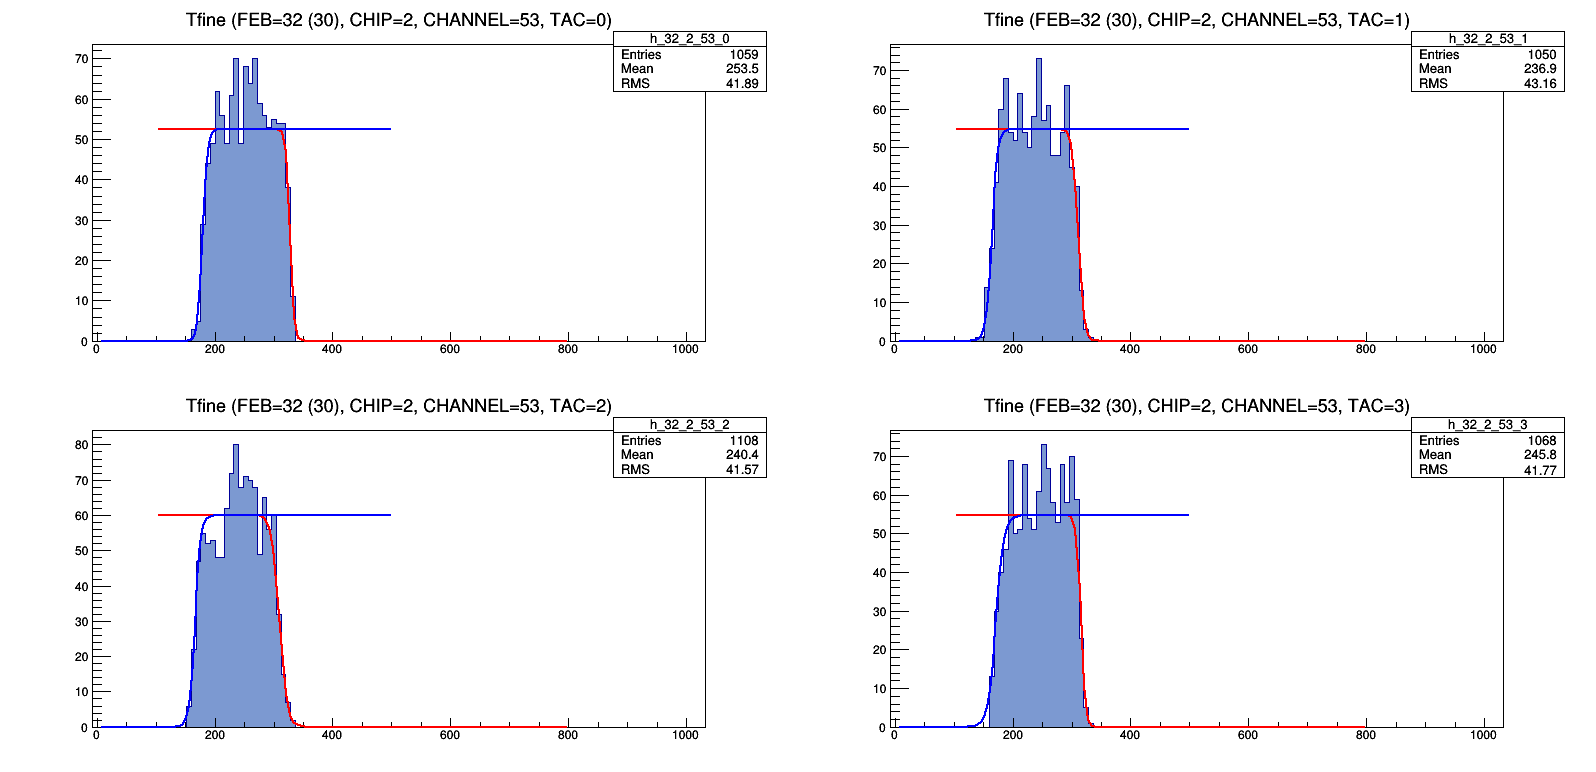 Tfine (FEB=32 (30), CHIP=2, CHANNEL=53, TAC=0)
h_32_2_53_0
Entries 1059
Mean 253.5
RMS 41.89
70
60
50
40
30
20
10
0
0 200 400 600 800 1000
Tfine (FEB=32 (30), CHIP=2, CHANNEL=53, TAC=1)
h_32_2_53_1
Entries 1050
Mean 236.9
RMS 43.16
70
60
50
40
30
20
10
0
0 200 400 600 800 1000
Tfine (FEB=32 (30), CHIP=2, CHANNEL=53, TAC=2)
h_32_2_53_2
Entries 1108
Mean 240.4
RMS 41.57
80
70
60
50
40
30
20
10
0
0 200 400 600 800 1000
Tfine (FEB=32 (30), CHIP=2, CHANNEL=53, TAC=3)
h_32_2_53_3
Entries 1068
Mean 245.8
RMS 41.77
70
60
50
40
30
20
10
0
0 200 400 600 800 1000